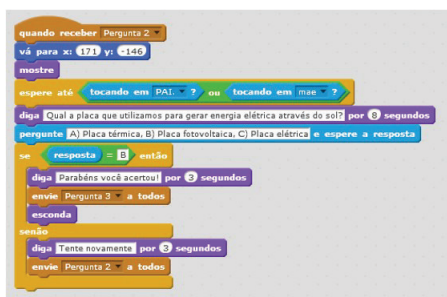 quando receber Pergunta 2
vá para x: 171 y: -146
mostre
espere até tocando em PAI. ? ou tocando em mae ?
diga Qual a placa que utilizamos para gerar energia elétrica através do sol? por 8 segundos
pergunte A) Placa térmica, B) Placa fotovoltaica, C) Placa elétrica e espere a resposta
se resposta = B então
diga Parabéns você acertou! por 3 segundos
envie Pergunta 3 a todos
esconda
senão
diga Tente novamente por 3 segundos
envie Pergunta 2 a todos